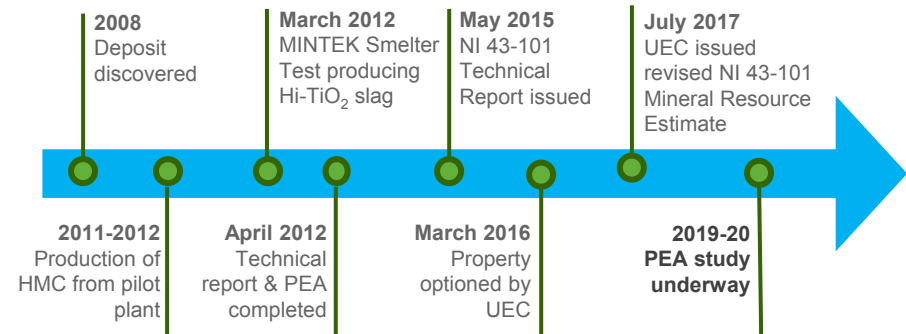 2008
Deposit
discovered
March 2012
MINTEK Smelter
Test producing
Hi-TiO₂ slag
May 2015
NI 43-101
Technical
Report issued
July 2017
UEC issued
revised NI 43-101
Mineral Resource
Estimate
2011-2012
Production of
HMC from pilot
plant
April 2012
Technical
report & PEA
completed
March 2016
Property
optioned by
UEC
2019-20
PEA study
underway